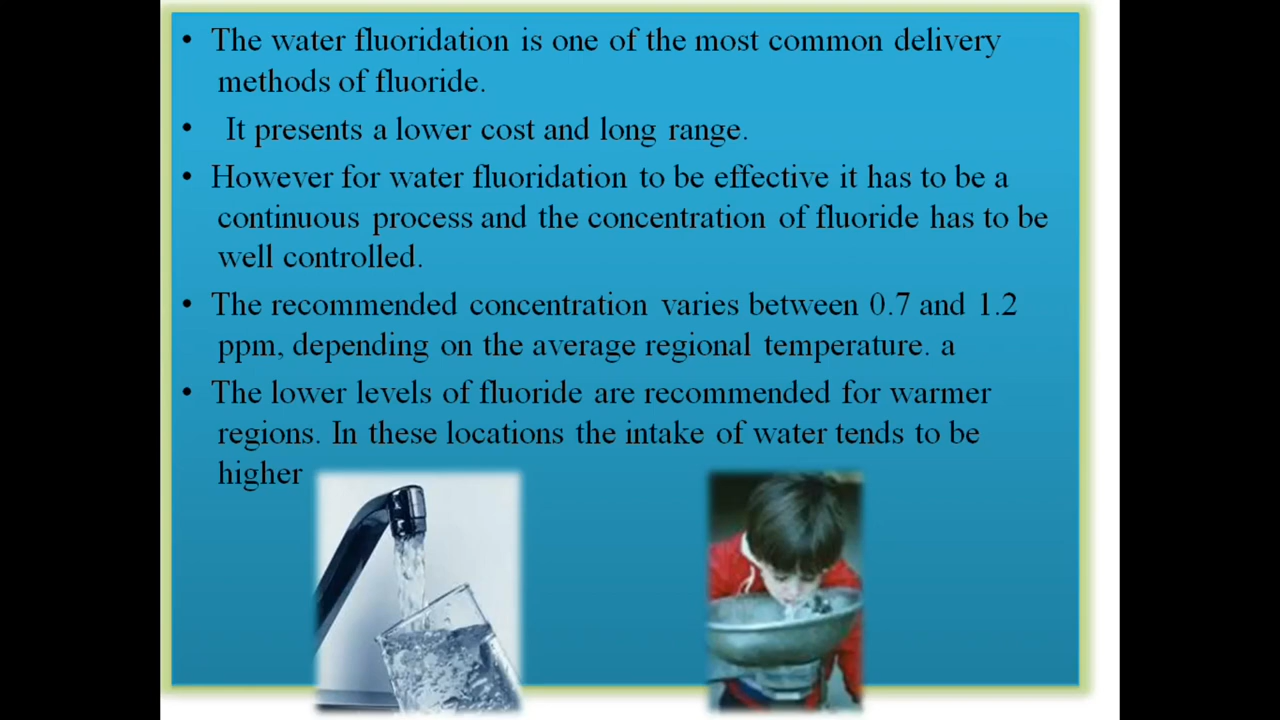 • The water fluoridation is one of the most common delivery
methods of fluoride.
• It presents a lower cost and long range.
• However for water fluoridation to be effective it has to be a
continuous process and the concentration of fluoride has to be
well controlled.
• The recommended concentration varies between 0.7 and 1.2
ppm, depending on the average regional temperature. a
• The lower levels of fluoride are recommended for warmer
regions. In these locations the intake of water tends to be
higher